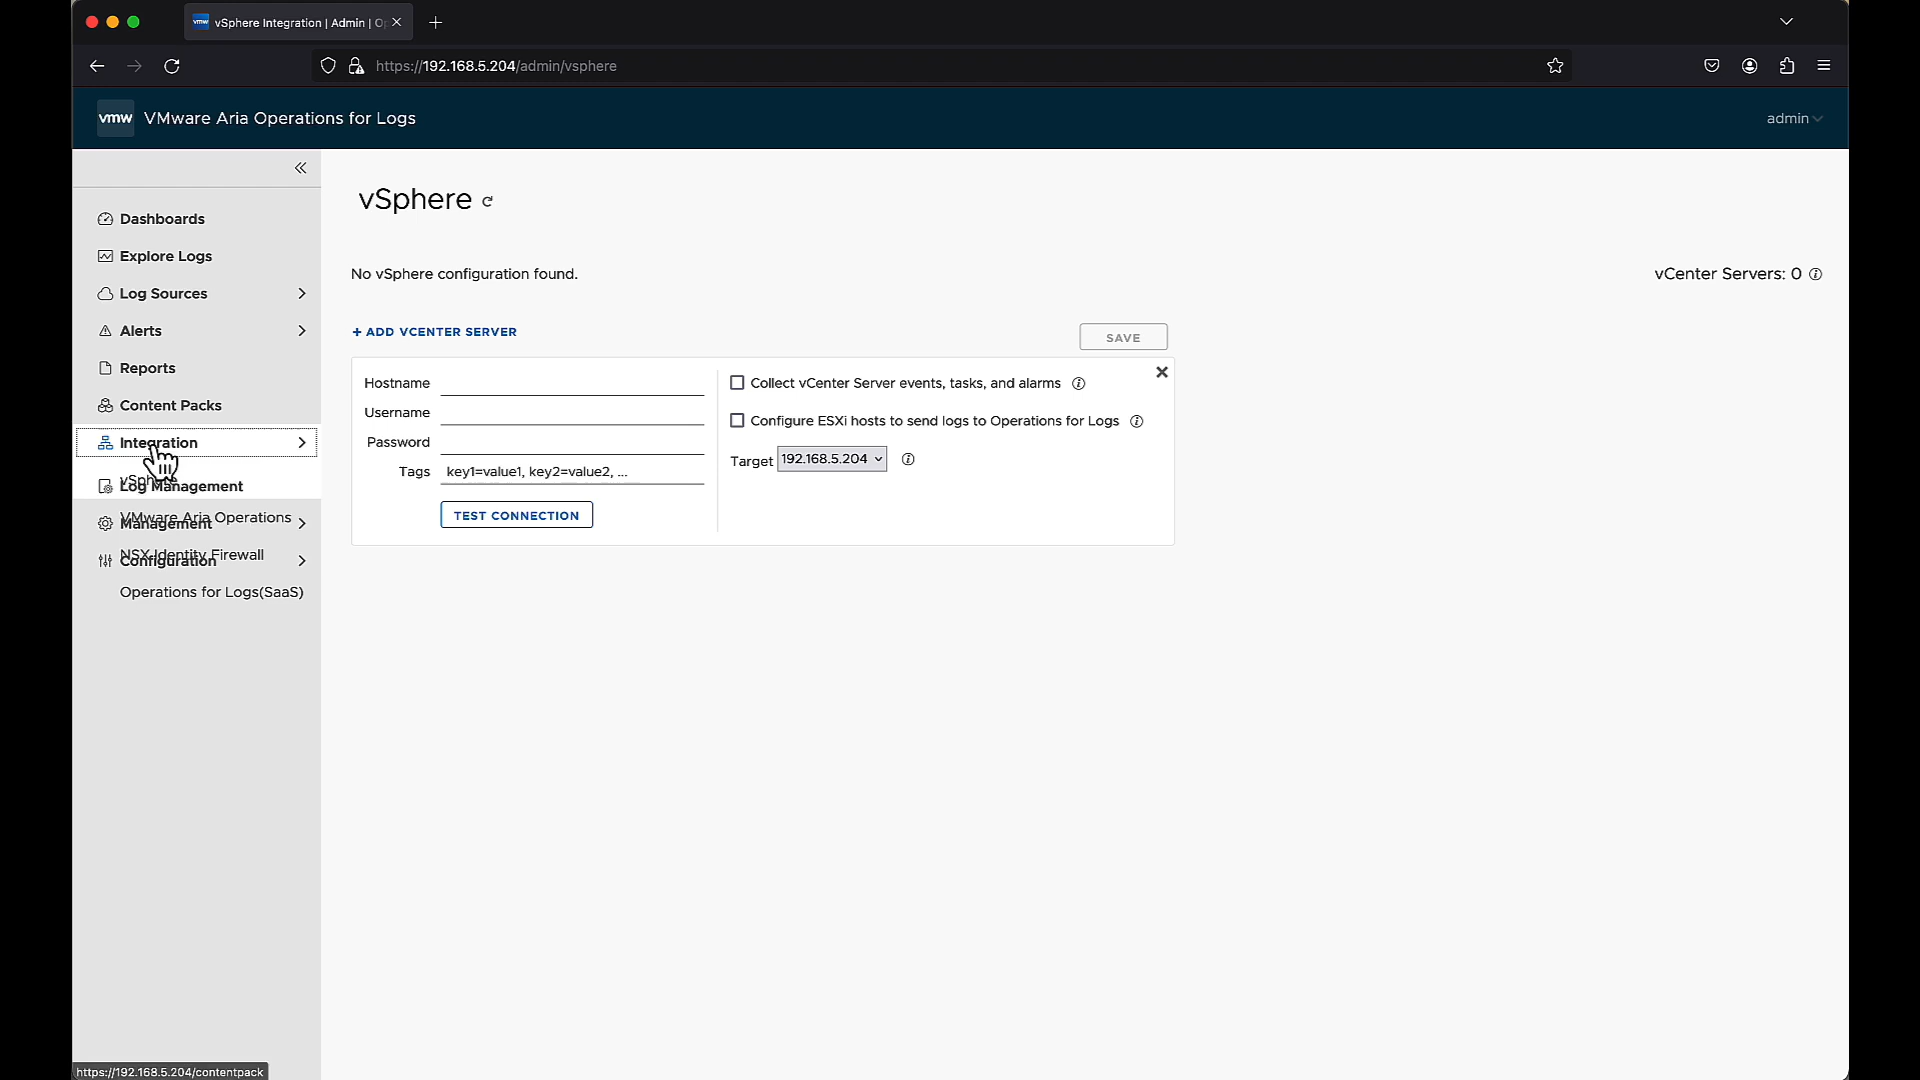 vmw vSphere Integration | Admin | Op
https://192.168.5.204/admin/vsphere
vmw VMware Aria Operations for Logs
admin
Dashboards
Explore Logs
Log Sources
Alerts
Reports
Content Packs
Integration
Log Management
VMware Aria Operations
Management
NSX Identity Firewall
Configuration
Operations for Logs(SaaS)
vSphere
No vSphere configuration found.
vCenter Servers: 0
+ ADD VCENTER SERVER
SAVE
Hostname
Username
Password
Tags key1=value1, key2=value2, ...
TEST CONNECTION
Collect vCenter Server events, tasks, and alarms
Configure ESXi hosts to send logs to Operations for Logs
Target 192.168.5.204
https://192.168.5.204/contentpack